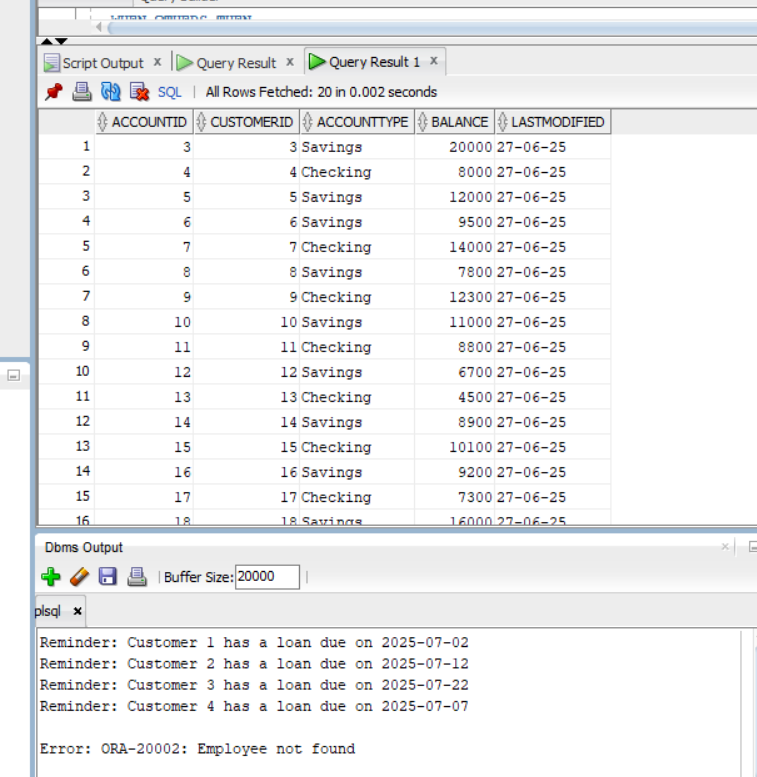 Script Output x Query Result x Query Result 1 x
SQL | All Rows Fetched: 20 in 0.002 seconds
ACCOUNTID CUSTOMERID ACCOUNTTYPE BALANCE LASTMODIFIED
1 3 3 Savings 20000 27-06-25
2 4 4 Checking 8000 27-06-25
3 5 5 Savings 12000 27-06-25
4 6 6 Savings 9500 27-06-25
5 7 7 Checking 14000 27-06-25
6 8 8 Savings 7800 27-06-25
7 9 9 Checking 12300 27-06-25
8 10 10 Savings 11000 27-06-25
9 11 11 Checking 8800 27-06-25
10 12 12 Savings 6700 27-06-25
11 13 13 Checking 4500 27-06-25
12 14 14 Savings 8900 27-06-25
13 15 15 Checking 10100 27-06-25
14 16 16 Savings 9200 27-06-25
15 17 17 Checking 7300 27-06-25
16 18 18 Savings 16000 27-06-25
Dbms Output
Buffer Size: 20000
plsql x
Reminder: Customer 1 has a loan due on 2025-07-02
Reminder: Customer 2 has a loan due on 2025-07-12
Reminder: Customer 3 has a loan due on 2025-07-22
Reminder: Customer 4 has a loan due on 2025-07-07
Error: ORA-20002: Employee not found